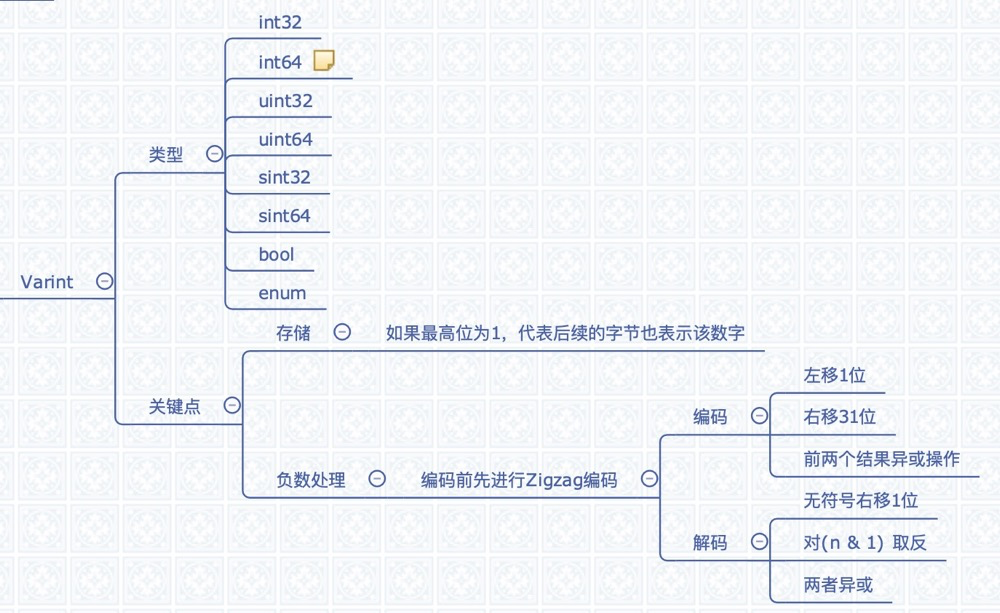 int32
int64
uint32
uint64
类型
sint32
sint64
bool
Varint
enum
存储
如果最高位为1，代表后续的字节也表示该数字
左移1位
关键点
编码
右移31位
前两个结果异或操作
负数处理
编码前先进行Zigzag编码
无符号右移1位
解码
对(n & 1) 取反
两者异或